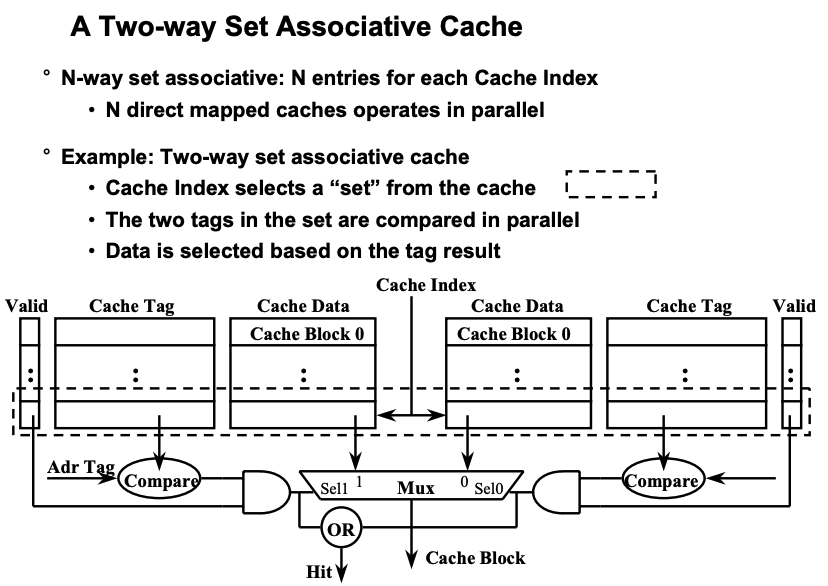 A Two-way Set Associative Cache
° N-way set associative: N entries for each Cache Index
• N direct mapped caches operates in parallel
° Example: Two-way set associative cache
• Cache Index selects a “set” from the cache
• The two tags in the set are compared in parallel
• Data is selected based on the tag result
Cache Index
Valid Cache Tag Cache Data Cache Data Cache Tag Valid
Cache Block 0 Cache Block 0
: : : : : :
Adr Tag
Compare Sel1 1 Mux 0 Sel0 Compare
OR
Cache Block
Hit